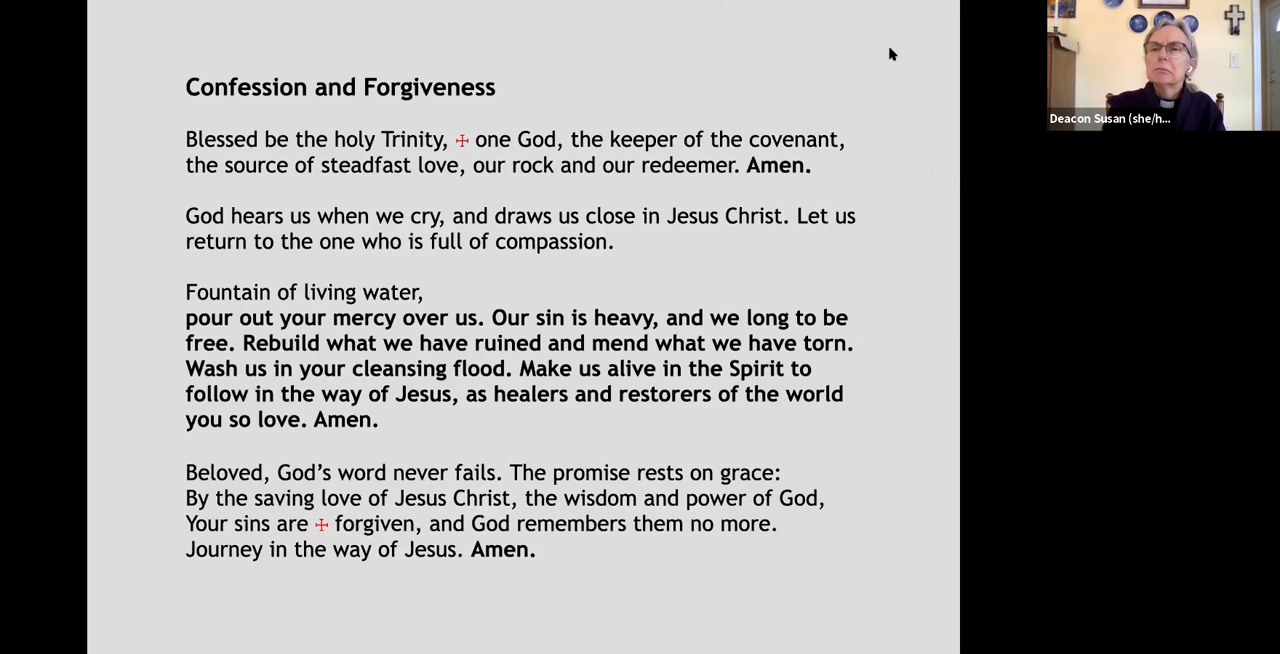 Confession and Forgiveness
Blessed be the holy Trinity, ☩ one God, the keeper of the covenant,
the source of steadfast love, our rock and our redeemer. Amen.
God hears us when we cry, and draws us close in Jesus Christ. Let us
return to the one who is full of compassion.
Fountain of living water,
pour out your mercy over us. Our sin is heavy, and we long to be
free. Rebuild what we have ruined and mend what we have torn.
Wash us in your cleansing flood. Make us alive in the Spirit to
follow in the way of Jesus, as healers and restorers of the world
you so love. Amen.
Beloved, God’s word never fails. The promise rests on grace:
By the saving love of Jesus Christ, the wisdom and power of God,
Your sins are ☩ forgiven, and God remembers them no more.
Journey in the way of Jesus. Amen.
Deacon Susan (she/h...